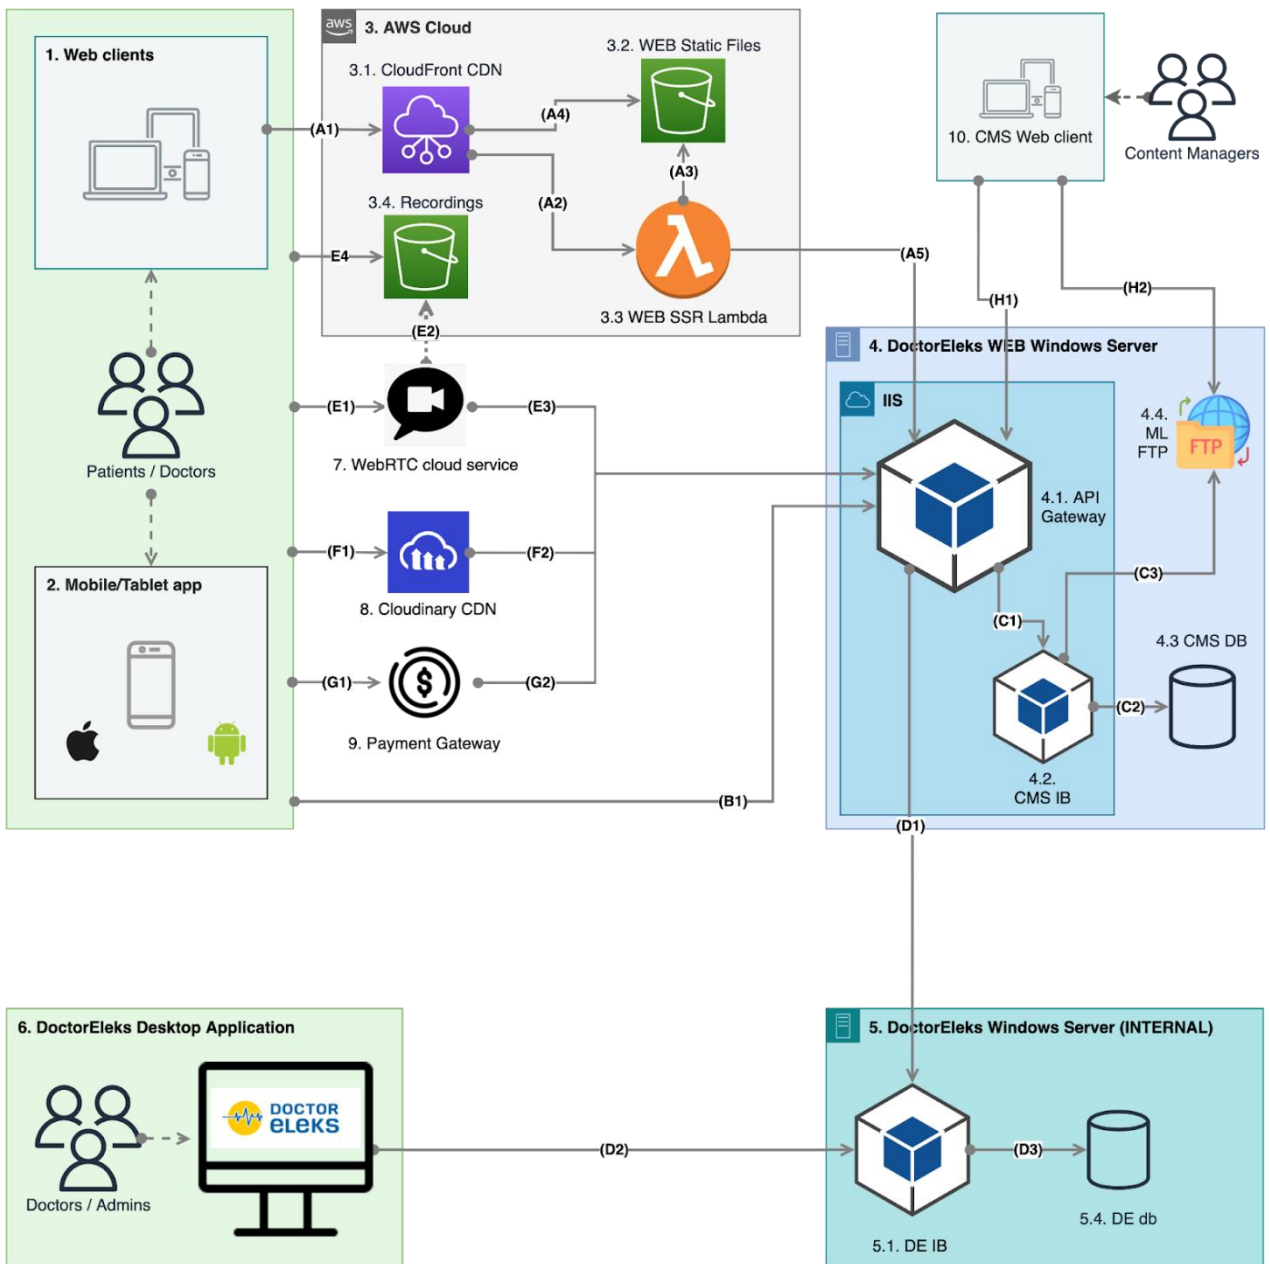 1. Web clients
Patients / Doctors
2. Mobile/Tablet app
aws
3. AWS Cloud
3.1. CloudFront CDN
3.2. WEB Static Files
(A1)
(A4)
(A3)
(A2)
3.4. Recordings
E4
3.3 WEB SSR Lambda
(A5)
(E2)
(E1)
(E3)
7. WebRTC cloud service
(F1)
(F2)
8. Cloudinary CDN
(G1)
(G2)
9. Payment Gateway
(B1)
10. CMS Web client
Content Managers
(H1)
(H2)
4. DoctorEleks WEB Windows Server
IIS
4.1. API
Gateway
4.4.
ML
FTP
FTP
(C3)
(C1)
4.3 CMS DB
(C2)
4.2.
CMS IB
(D1)
6. DoctorEleks Desktop Application
DOCTOR
eLeKS
Doctors / Admins
(D2)
5. DoctorEleks Windows Server (INTERNAL)
(D3)
5.1. DE IB
5.4. DE db